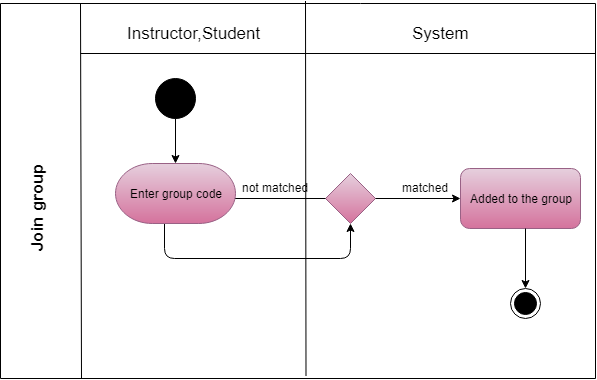 Instructor,Student
System
Join group
Enter group code
not matched
matched
Added to the group